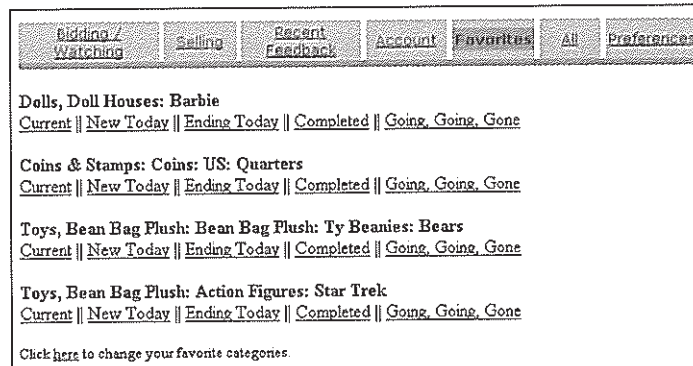 Bidding / Watching Selling Recent Feedback Account Favorites All Preferences
Dolls, Doll Houses: Barbie
Current || New Today || Ending Today || Completed || Going, Going, Gone
Coins & Stamps: Coins: US: Quarters
Current || New Today || Ending Today || Completed || Going, Going, Gone
Toys, Bean Bag Plush: Bean Bag Plush: Ty Beanies: Bears
Current || New Today || Ending Today || Completed || Going, Going, Gone
Toys, Bean Bag Plush: Action Figures: Star Trek
Current || New Today || Ending Today || Completed || Going, Going, Gone
Click here to change your favorite categories.